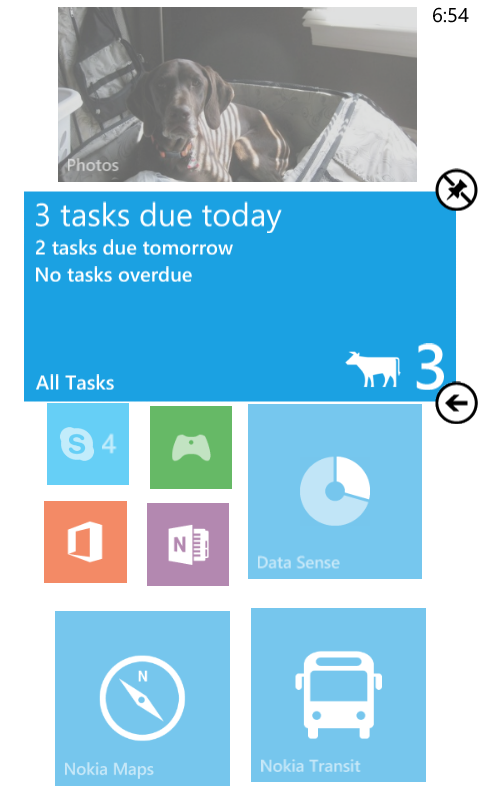 6:54
Photos
3 tasks due today
2 tasks due tomorrow
No tasks overdue
All Tasks
3
S 4
N
Data Sense
N
Nokia Maps
Nokia Transit